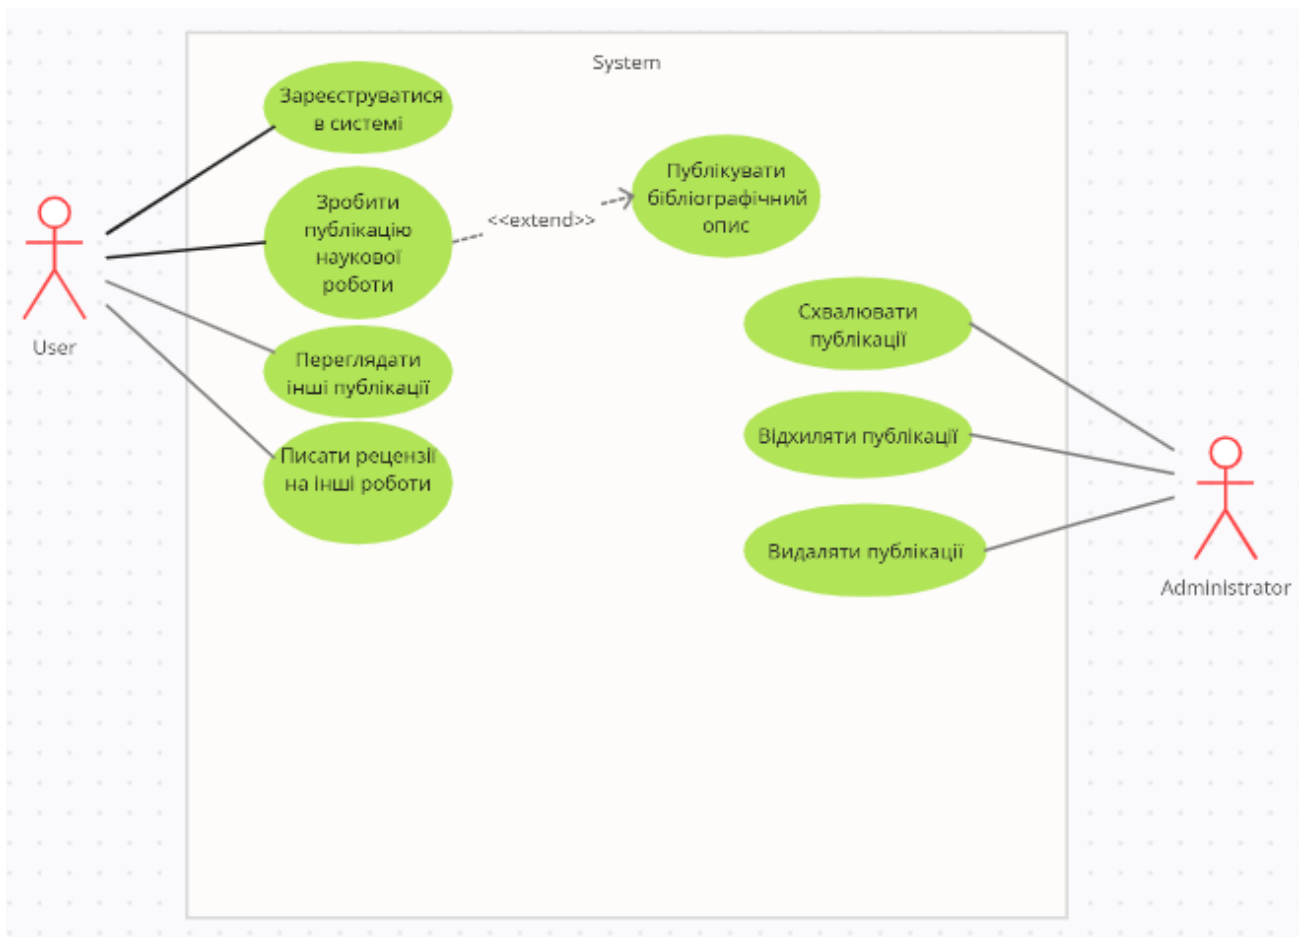 System
Зареєструватися
в системі
Зробити
публікацію
наукової
роботи
<<extend>>
Публікувати
бібліографічний
опис
Переглядати
інші публікації
Писати рецензії
на інші роботи
User
Схвалювати
публікації
Відхиляти публікації
Видаляти публікації
Administrator